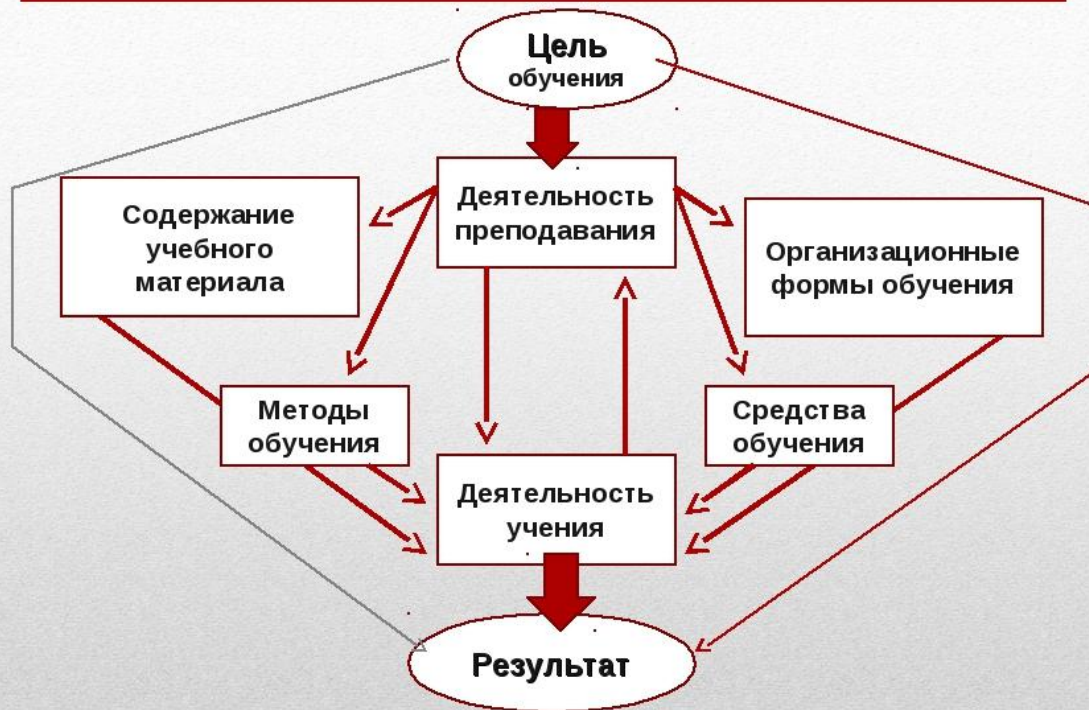 Цель
обучения
Деятельность
преподавания
Содержание
учебного
материала
Организационные
формы обучения
Методы
обучения
Средства
обучения
Деятельность
учения
Результат